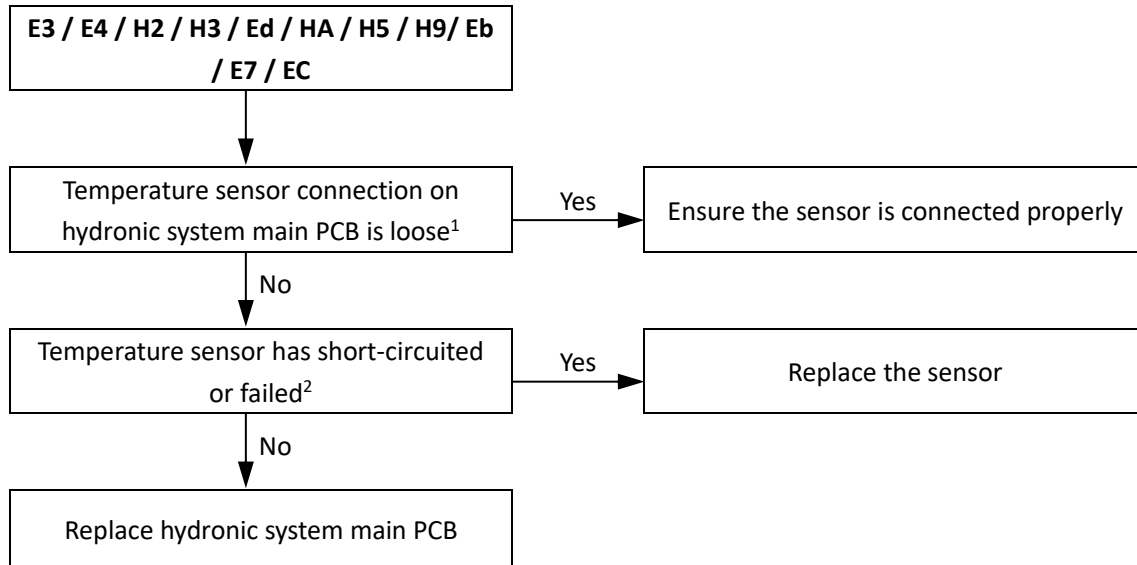 E3 / E4 / H2 / H3 / Ed / HA / H5 / H9/ Eb
/ E7 / EC
Temperature sensor connection on
hydronic system main PCB is loose¹
Yes
Ensure the sensor is connected properly
No
Temperature sensor has short-circuited
or failed²
Yes
Replace the sensor
No
Replace hydronic system main PCB